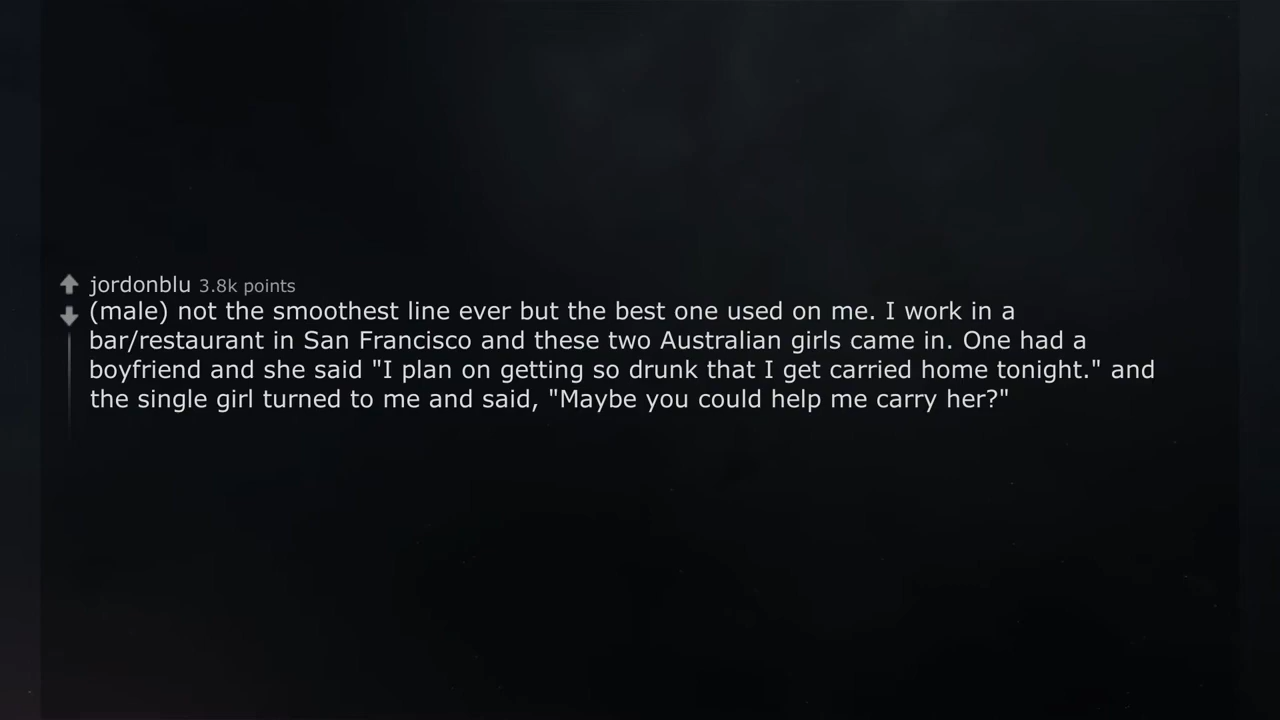 jordonblu 3.8k points
(male) not the smoothest line ever but the best one used on me. I work in a
bar/restaurant in San Francisco and these two Australian girls came in. One had a
boyfriend and she said "I plan on getting so drunk that I get carried home tonight." and
the single girl turned to me and said, "Maybe you could help me carry her?"